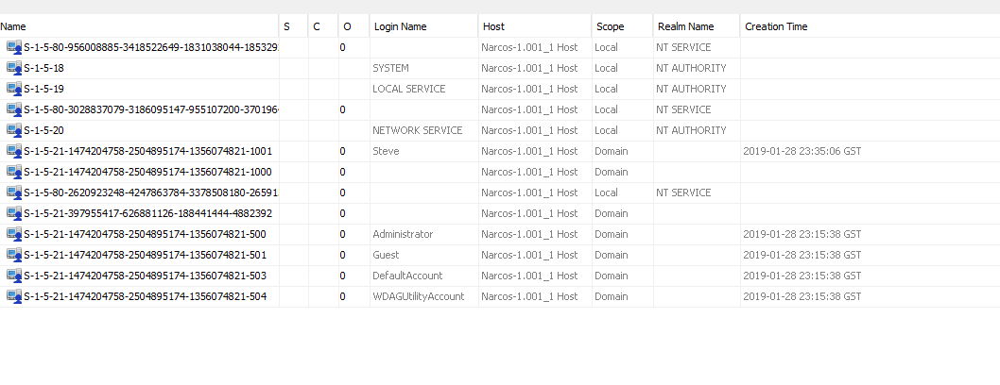 Name S C O Login Name Host Scope Realm Name Creation Time
S-1-5-80-956008885-3418522649-1831038044-185329 0 Narcos-1.001_1 Host Local NT SERVICE
S-1-5-18 SYSTEM Narcos-1.001_1 Host Local NT AUTHORITY
S-1-5-19 LOCAL SERVICE Narcos-1.001_1 Host Local NT AUTHORITY
S-1-5-80-3028837079-3186095147-955107200-370196 0 Narcos-1.001_1 Host Local NT SERVICE
S-1-5-20 NETWORK SERVICE Narcos-1.001_1 Host Local NT AUTHORITY
S-1-5-21-1474204758-2504895174-1356074821-1001 0 Steve Narcos-1.001_1 Host Domain 2019-01-28 23:35:06 GST
S-1-5-21-1474204758-2504895174-1356074821-1000 0 Narcos-1.001_1 Host Domain
S-1-5-80-2620923248-4247863784-3378508180-26591 0 Narcos-1.001_1 Host Local NT SERVICE
S-1-5-21-397955417-626881126-188441444-4882392 0 Narcos-1.001_1 Host Domain
S-1-5-21-1474204758-2504895174-1356074821-500 0 Administrator Narcos-1.001_1 Host Domain 2019-01-28 23:15:38 GST
S-1-5-21-1474204758-2504895174-1356074821-501 0 Guest Narcos-1.001_1 Host Domain 2019-01-28 23:15:38 GST
S-1-5-21-1474204758-2504895174-1356074821-503 0 DefaultAccount Narcos-1.001_1 Host Domain 2019-01-28 23:15:38 GST
S-1-5-21-1474204758-2504895174-1356074821-504 0 WDAGUtilityAccount Narcos-1.001_1 Host Domain 2019-01-28 23:15:38 GST